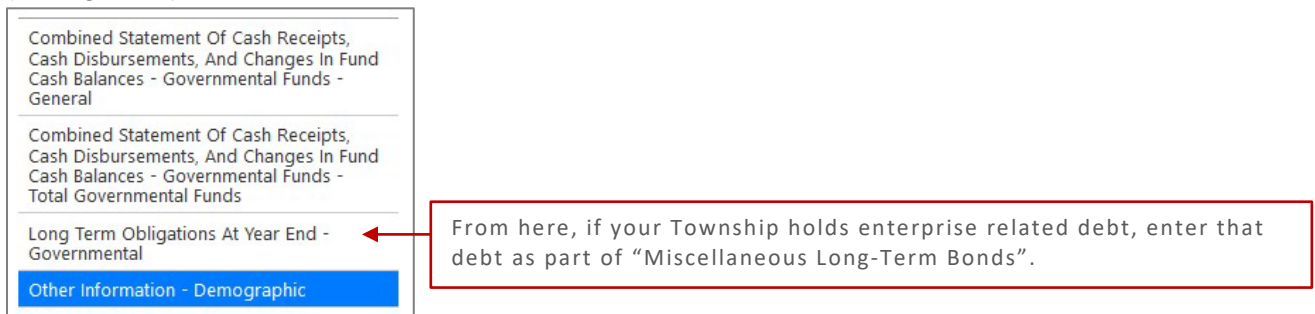 Combined Statement Of Cash Receipts,
Cash Disbursements, And Changes In Fund
Cash Balances - Governmental Funds -
General
Combined Statement Of Cash Receipts,
Cash Disbursements, And Changes In Fund
Cash Balances - Governmental Funds -
Total Governmental Funds
Long Term Obligations At Year End -
Governmental
Other Information - Demographic
From here, if your Township holds enterprise related debt, enter that
debt as part of “Miscellaneous Long-Term Bonds”.